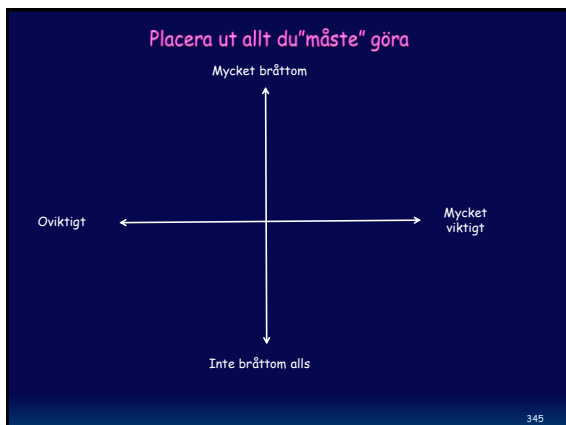 Placera ut allt du”måste” göra
Mycket bråttom
Oviktigt
Mycket
viktigt
Inte bråttom alls
345